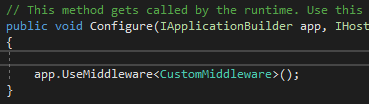 // This method gets called by the runtime. Use this
public void Configure(IApplicationBuilder app, IHost
{
app.UseMiddleware<CustomMiddleware>();
}